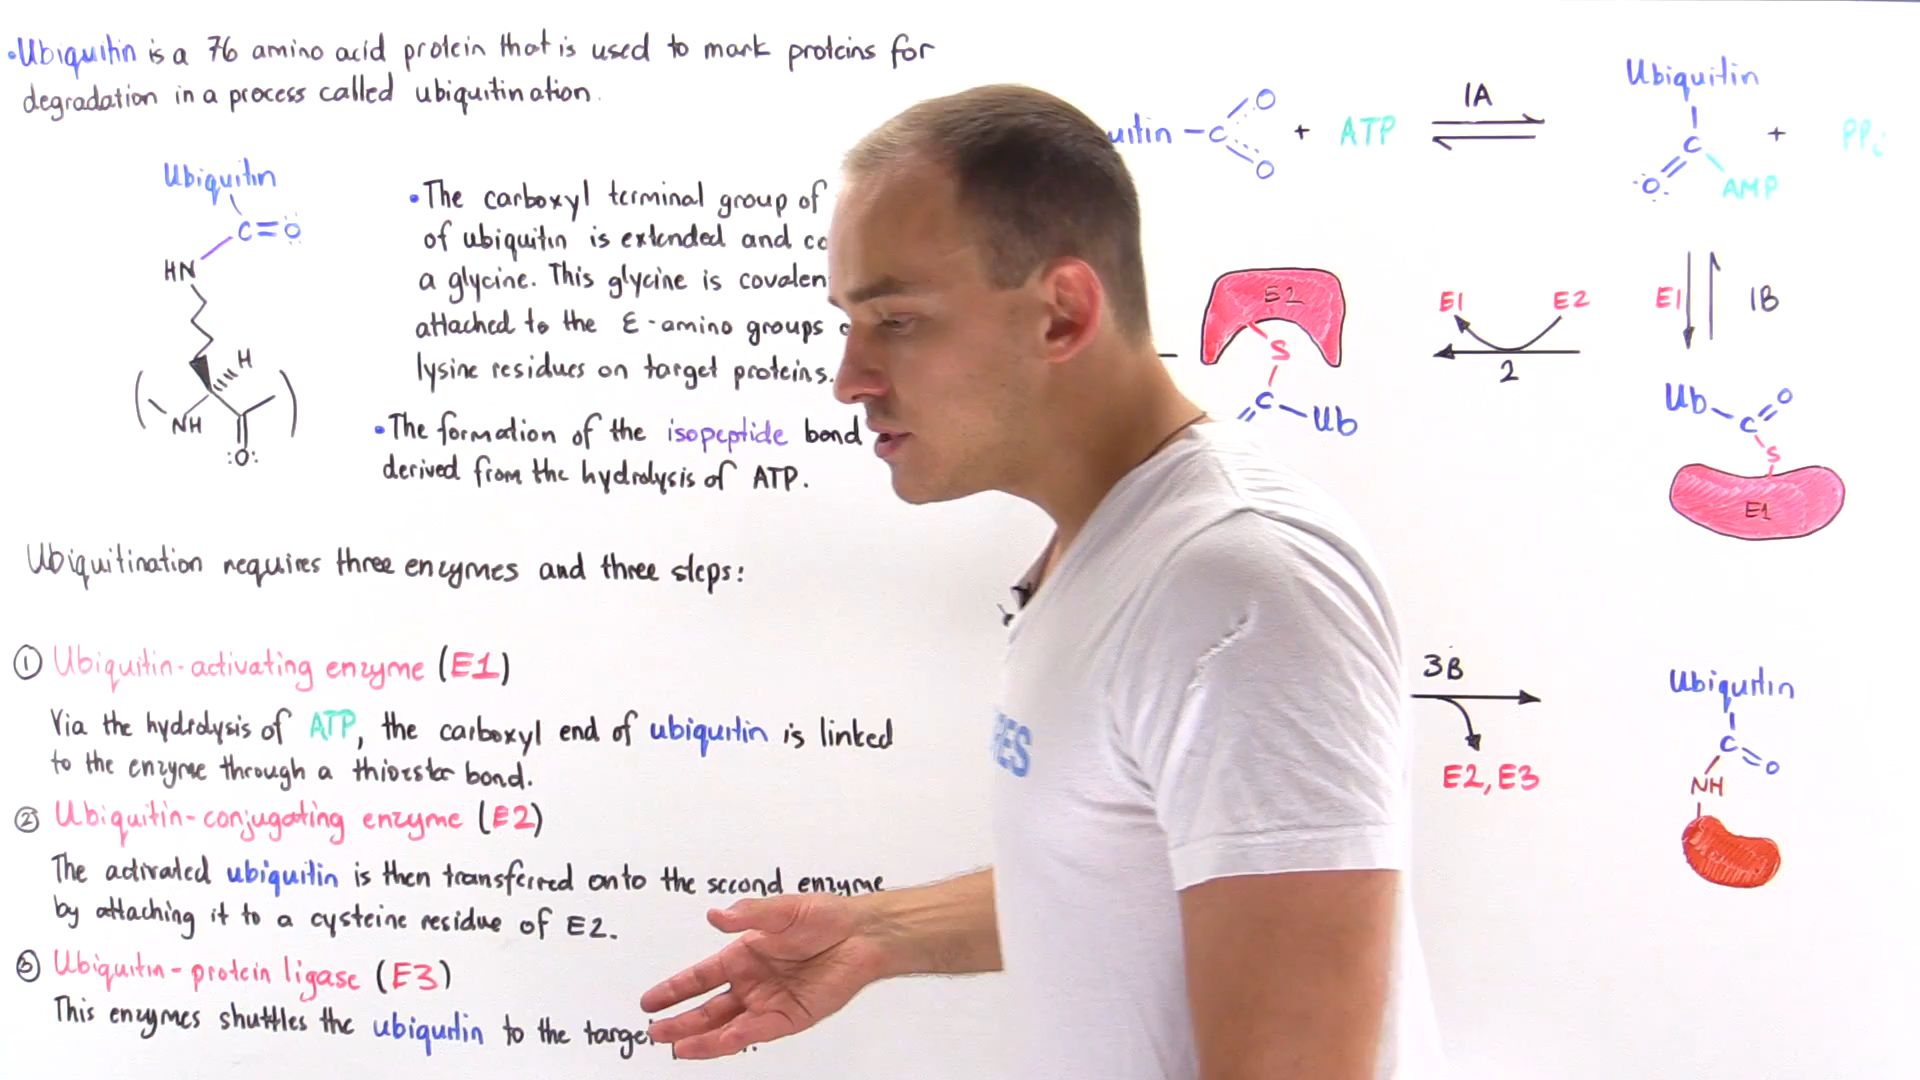 •Ubiquitin is a 76 amino acid protein that is used to mark proteins for
degradation in a process called ubiquitination.
Ubiquitin
C=O
HN
H
NH
:O:
•The carboxyl terminal group of
of ubiquitin is extended and co
a glycine. This glycine is covalen
attached to the ε-amino groups
lysine residues on target proteins.
•The formation of the isopeptide bond
derived from the hydrolysis of ATP.
Ubiquitination requires three enzymes and three steps:
① Ubiquitin-activating enzyme (E1)
Via the hydrolysis of ATP, the carboxyl end of ubiquitin is linked
to the enzyme through a thioester bond.
② Ubiquitin-conjugating enzyme (E2)
The activated ubiquitin is then transferred onto the second enzyme
by attaching it to a cysteine residue of E2.
③ Ubiquitin-protein ligase (E3)
This enzymes shuttles the ubiquitin to the target
uitin – C O O + ATP
1A
Ubiquitin
C
O AMP
+ PPi
E1 1B
E1 E2
2
E2
S
C – Ub
Ub C O
S
E1
3B
E2, E3
Ubiquitin
C O
NH
RES